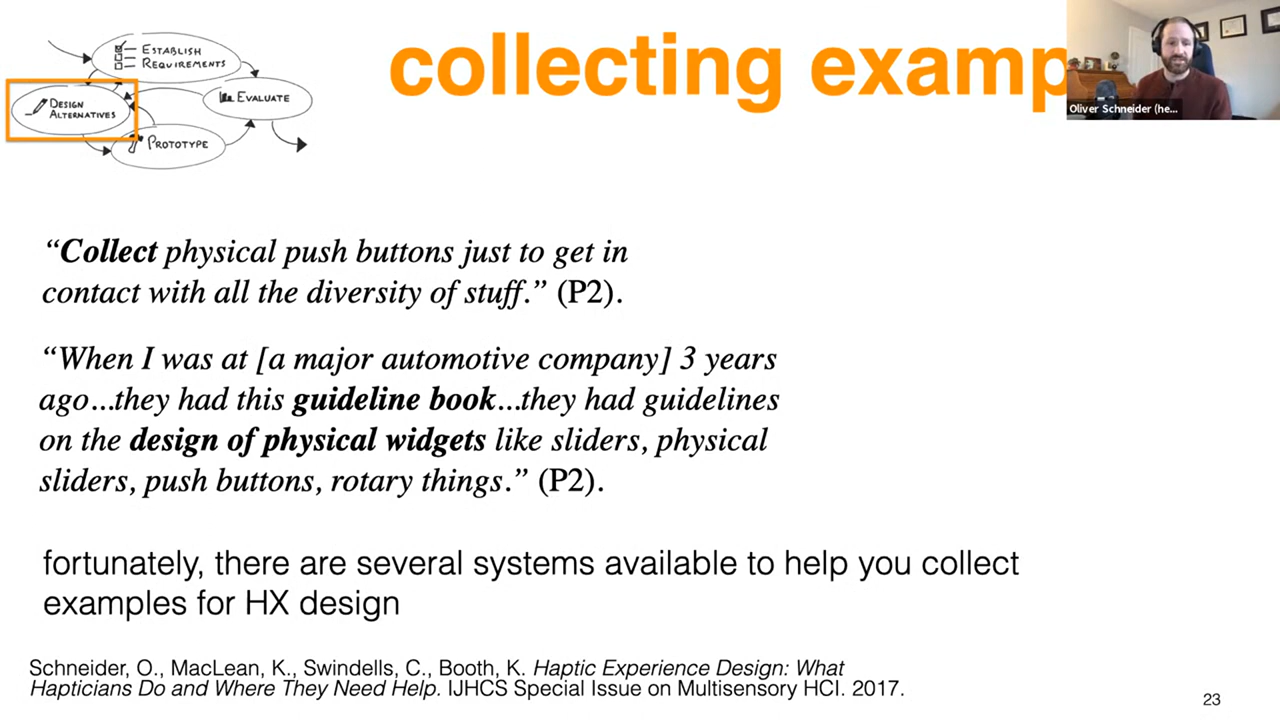 ESTABLISH
REQUIREMENTS
DESIGN
ALTERNATIVES
EVALUATE
PROTOTYPE
collecting examp
Oliver Schneider (he...
“Collect physical push buttons just to get in
contact with all the diversity of stuff.” (P2).
“When I was at [a major automotive company] 3 years
ago...they had this guideline book...they had guidelines
on the design of physical widgets like sliders, physical
sliders, push buttons, rotary things.” (P2).
fortunately, there are several systems available to help you collect
examples for HX design
Schneider, O., MacLean, K., Swindells, C., Booth, K. Haptic Experience Design: What
Hapticians Do and Where They Need Help. IJHCS Special Issue on Multisensory HCI. 2017.
23